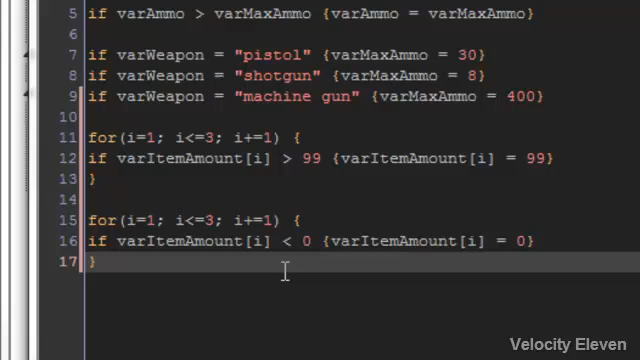 5 if varAmmo > varMaxAmmo {varAmmo = varMaxAmmo}
6
7 if varWeapon = "pistol" {varMaxAmmo = 30}
8 if varWeapon = "shotgun" {varMaxAmmo = 8}
9 if varWeapon = "machine gun" {varMaxAmmo = 400}
10
11 for(i=1; i<=3; i+=1) {
12 if varItemAmount[i] > 99 {varItemAmount[i] = 99}
13 }
14
15 for(i=1; i<=3; i+=1) {
16 if varItemAmount[i] < 0 {varItemAmount[i] = 0}
17 }
Velocity Eleven